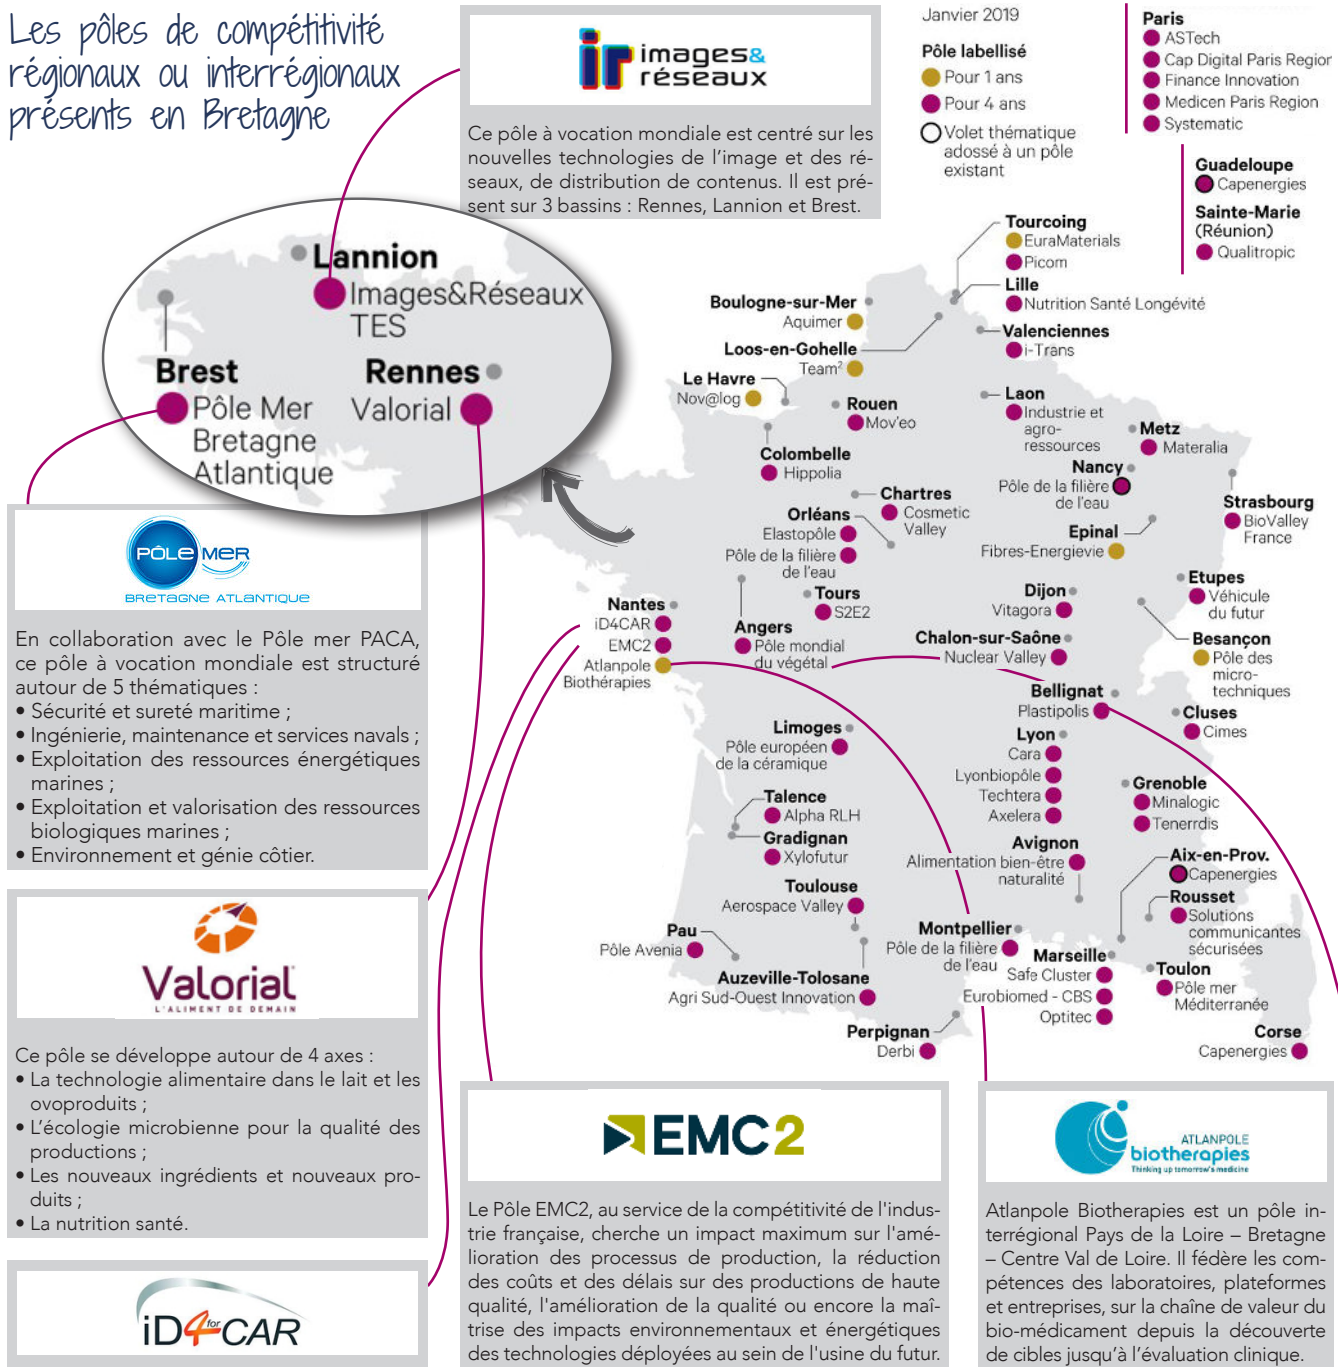 Les pôles de compétitivité
régionaux ou interrégionaux
présents en Bretagne
images&
réseaux
Ce pôle à vocation mondiale est centré sur les
nouvelles technologies de l'image et des ré-
seaux, de distribution de contenus. Il est pré-
sent sur 3 bassins : Rennes, Lannion et Brest.
Janvier 2019
Pôle labellisé
Pour 1 ans
Pour 4 ans
Volet thématique
adossé à un pôle
existant
Paris
ASTech
Cap Digital Paris Region
Finance Innovation
Medicen Paris Region
Systematic
Guadeloupe
Capenergies
Sainte-Marie
(Réunion)
Qualitropic
Lannion
Images&Réseaux
TES
Brest
Pôle Mer
Bretagne
Atlantique
Rennes
Valorial
Tourcoing
EuraMaterials
Picom
Lille
Nutrition Santé Longévité
Boulogne-sur-Mer
Aquimer
Valenciennes
i-Trans
Loos-en-Gohelle
Team²
Le Havre
Nov@log
Rouen
Mov'eo
Laon
Industrie et
agro-
ressources
Metz
Materalia
Colombelle
Hippolia
Nancy
Pôle de la filière
de l'eau
Strasbourg
BioValley
France
Chartres
Cosmetic
Valley
Orléans
Elastopôle
Pôle de la filière
de l'eau
Epinal
Fibres-Energievie
Etupes
Véhicule
du futur
Tours
S2E2
Dijon
Vitagora
Nantes
iD4CAR
EMC2
Atlanpole
Biothérapies
Angers
Pôle mondial
du végétal
Chalon-sur-Saône
Nuclear Valley
Besançon
Pôle des
micro-
techniques
Bellignat
Plastipolis
Cluses
Cimes
Limoges
Pôle européen
de la céramique
Lyon
Cara
Lyonbiopôle
Techtera
Axelera
Grenoble
Minalogic
Tenerrdis
Talence
Alpha RLH
Gradignan
Xylofutur
Avignon
Alimentation bien-être
naturalité
Aix-en-Prov.
Capenergies
Toulouse
Aerospace Valley
Rousset
Solutions
communicantes
sécurisées
Pau
Pôle Avenia
Montpellier
Pôle de la filière
de l'eau
Marseille
Safe Cluster
Eurobiomed - CBS
Optitec
Toulon
Pôle mer
Méditerranée
Auzeville-Tolosane
Agri Sud-Ouest Innovation
Perpignan
Derbi
Corse
Capenergies
PÔLE MER
BRETAGNE ATLANTIQUE
En collaboration avec le Pôle mer PACA,
ce pôle à vocation mondiale est structuré
autour de 5 thématiques :
• Sécurité et sureté maritime ;
• Ingénierie, maintenance et services navals ;
• Exploitation des ressources énergétiques
marines ;
• Exploitation et valorisation des ressources
biologiques marines ;
• Environnement et génie côtier.
Valorial
L'ALIMENT DE DEMAIN
Ce pôle se développe autour de 4 axes :
• La technologie alimentaire dans le lait et les
ovoproduits ;
• L'écologie microbienne pour la qualité des
productions ;
• Les nouveaux ingrédients et nouveaux pro-
duits ;
• La nutrition santé.
iD4 for CAR
EMC2
Le Pôle EMC2, au service de la compétitivité de l'indus-
trie française, cherche un impact maximum sur l'amé-
lioration des processus de production, la réduction
des coûts et des délais sur des productions de haute
qualité, l'amélioration de la qualité ou encore la maî-
trise des impacts environnementaux et énergétiques
des technologies déployées au sein de l'usine du futur.
ATLANPOLE
biotherapies
Thinking up tomorrow's medicine
Atlanpole Biotherapies est un pôle in-
terrégional Pays de la Loire – Bretagne
– Centre Val de Loire. Il fédère les com-
pétences des laboratoires, plateformes
et entreprises, sur la chaîne de valeur du
bio-médicament depuis la découverte
de cibles jusqu'à l'évaluation clinique.